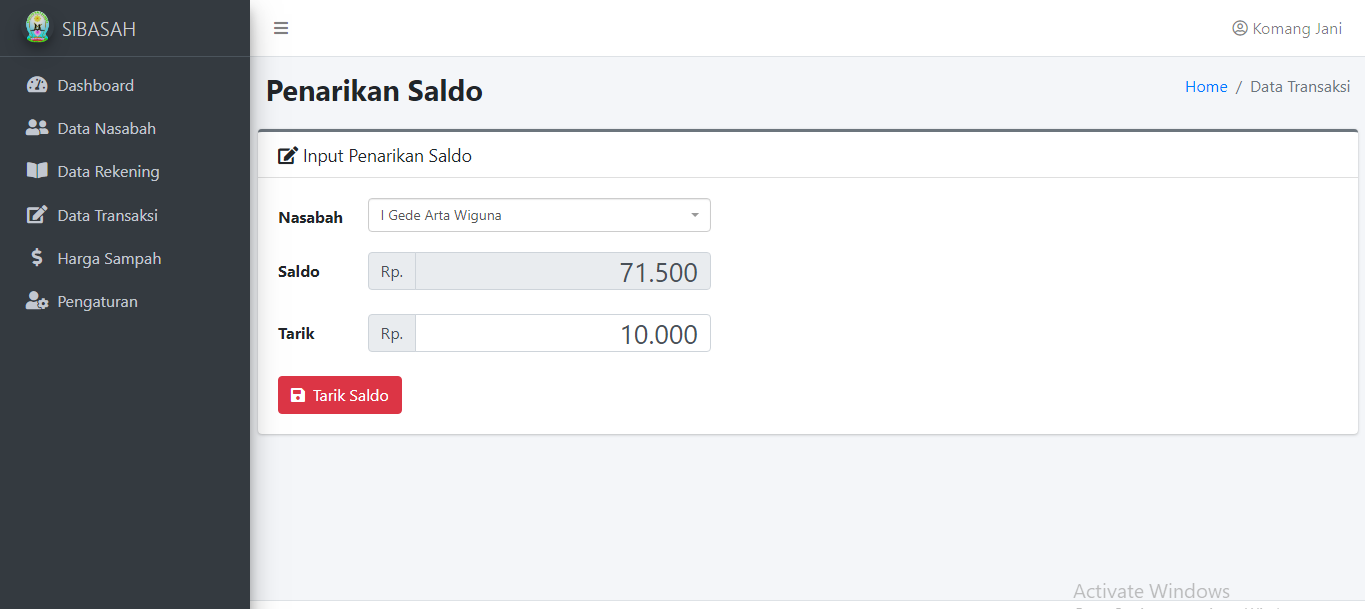 SIBASAH
Komang Jani
Dashboard
Data Nasabah
Data Rekening
Data Transaksi
Harga Sampah
Pengaturan
Penarikan Saldo
Home / Data Transaksi
Input Penarikan Saldo
Nasabah I Gede Arta Wiguna
Saldo Rp. 71.500
Tarik Rp. 10.000
Tarik Saldo
Activate Windows